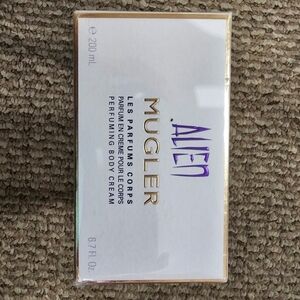 ALIEN
MUGLER
LES PARFUMS CORPS
PARFUM EN CREME POUR LE CORPS
PERFUMING BODY CREAM
℮ 200 mL
6.7 Fl. Oz.